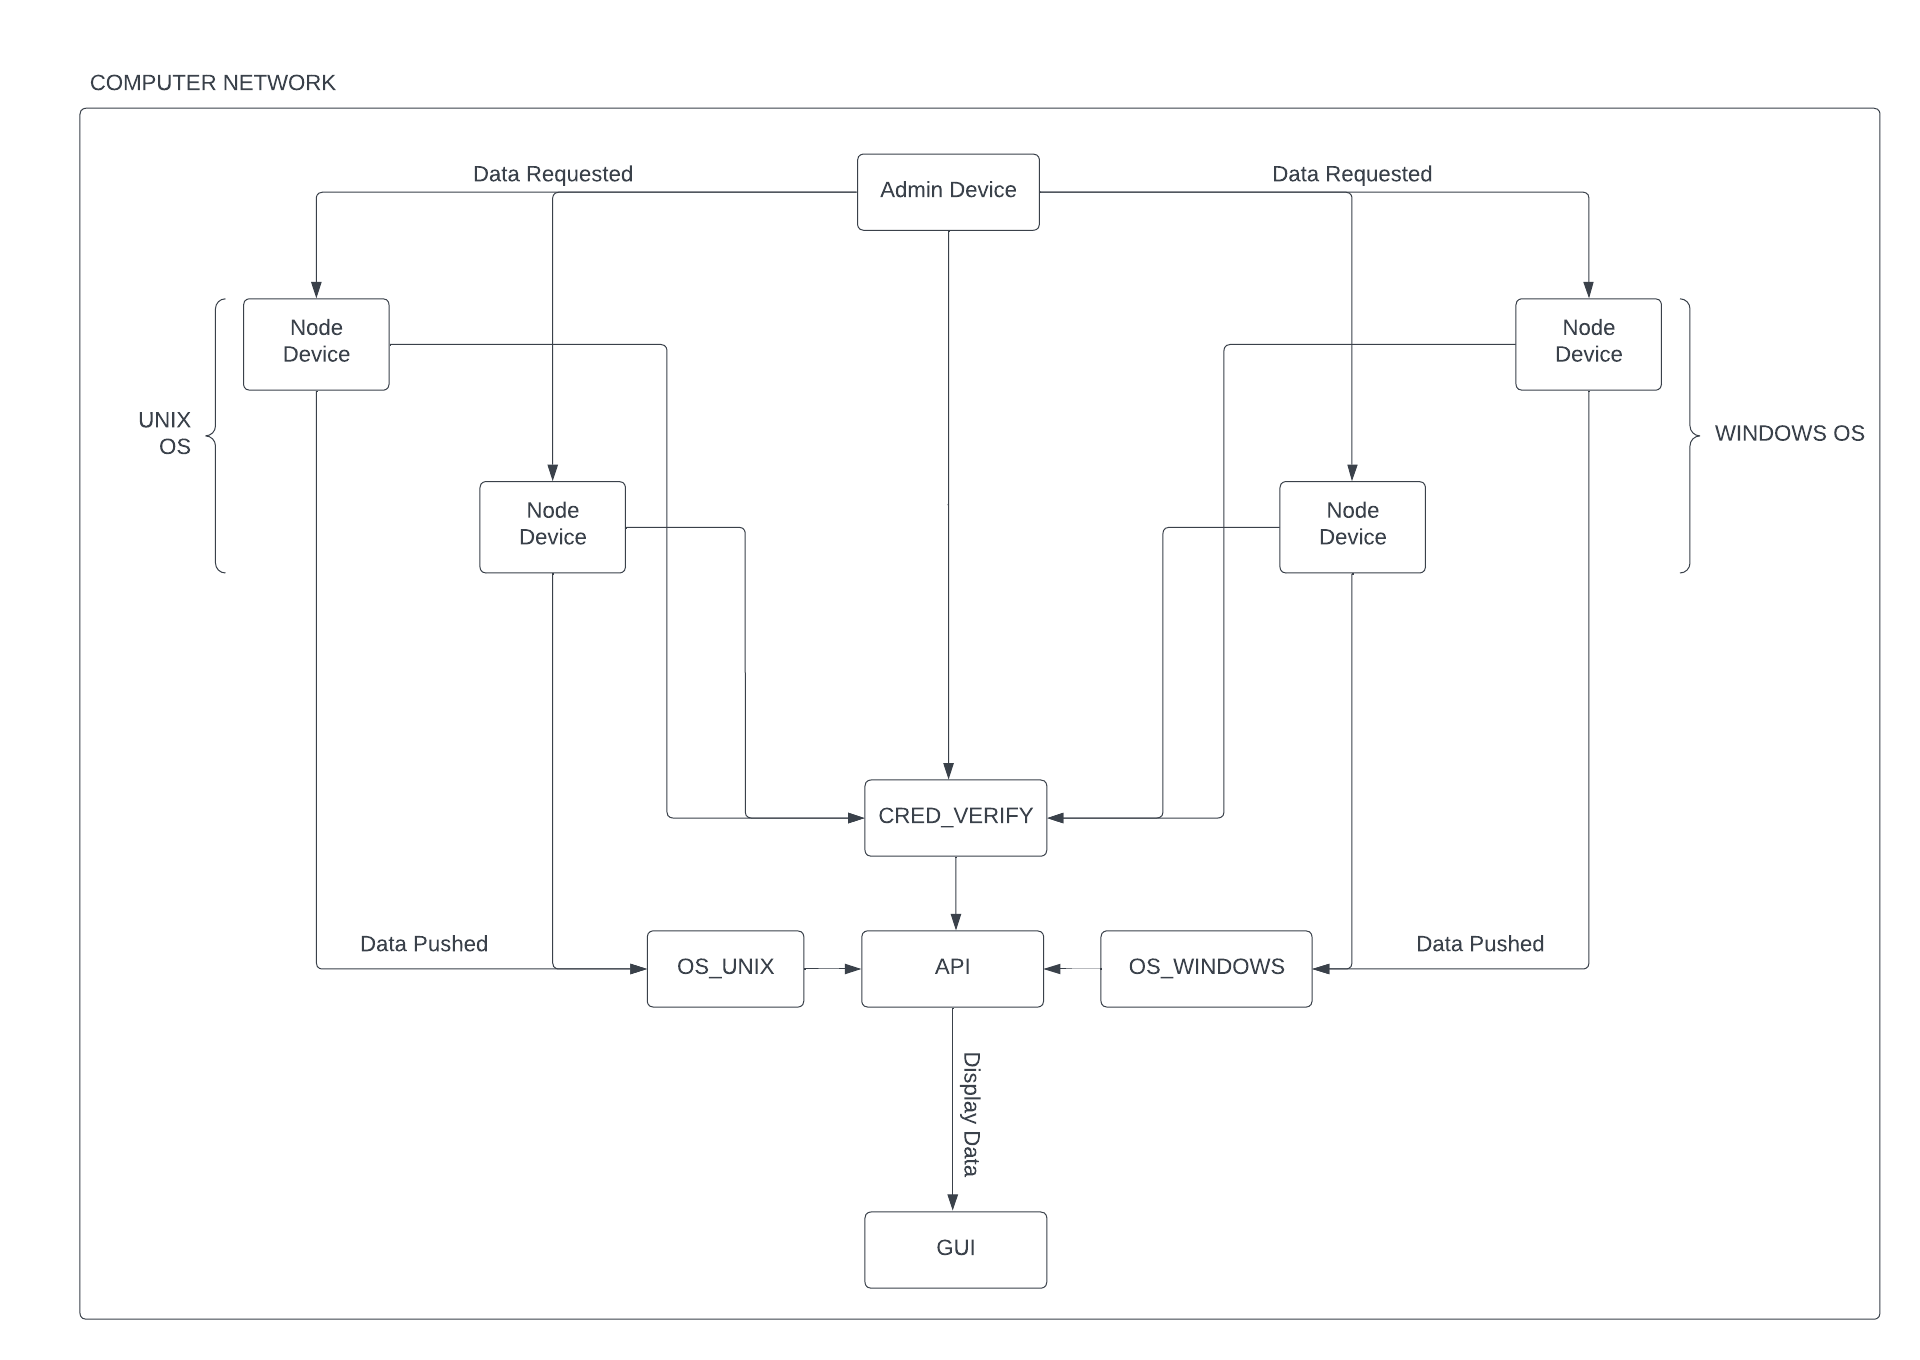 COMPUTER NETWORK
Data Requested
Admin Device
Data Requested
Node
Device
Node
Device
UNIX
OS
WINDOWS OS
Node
Device
Node
Device
CRED_VERIFY
Data Pushed
OS_UNIX
API
OS_WINDOWS
Data Pushed
Display Data
GUI